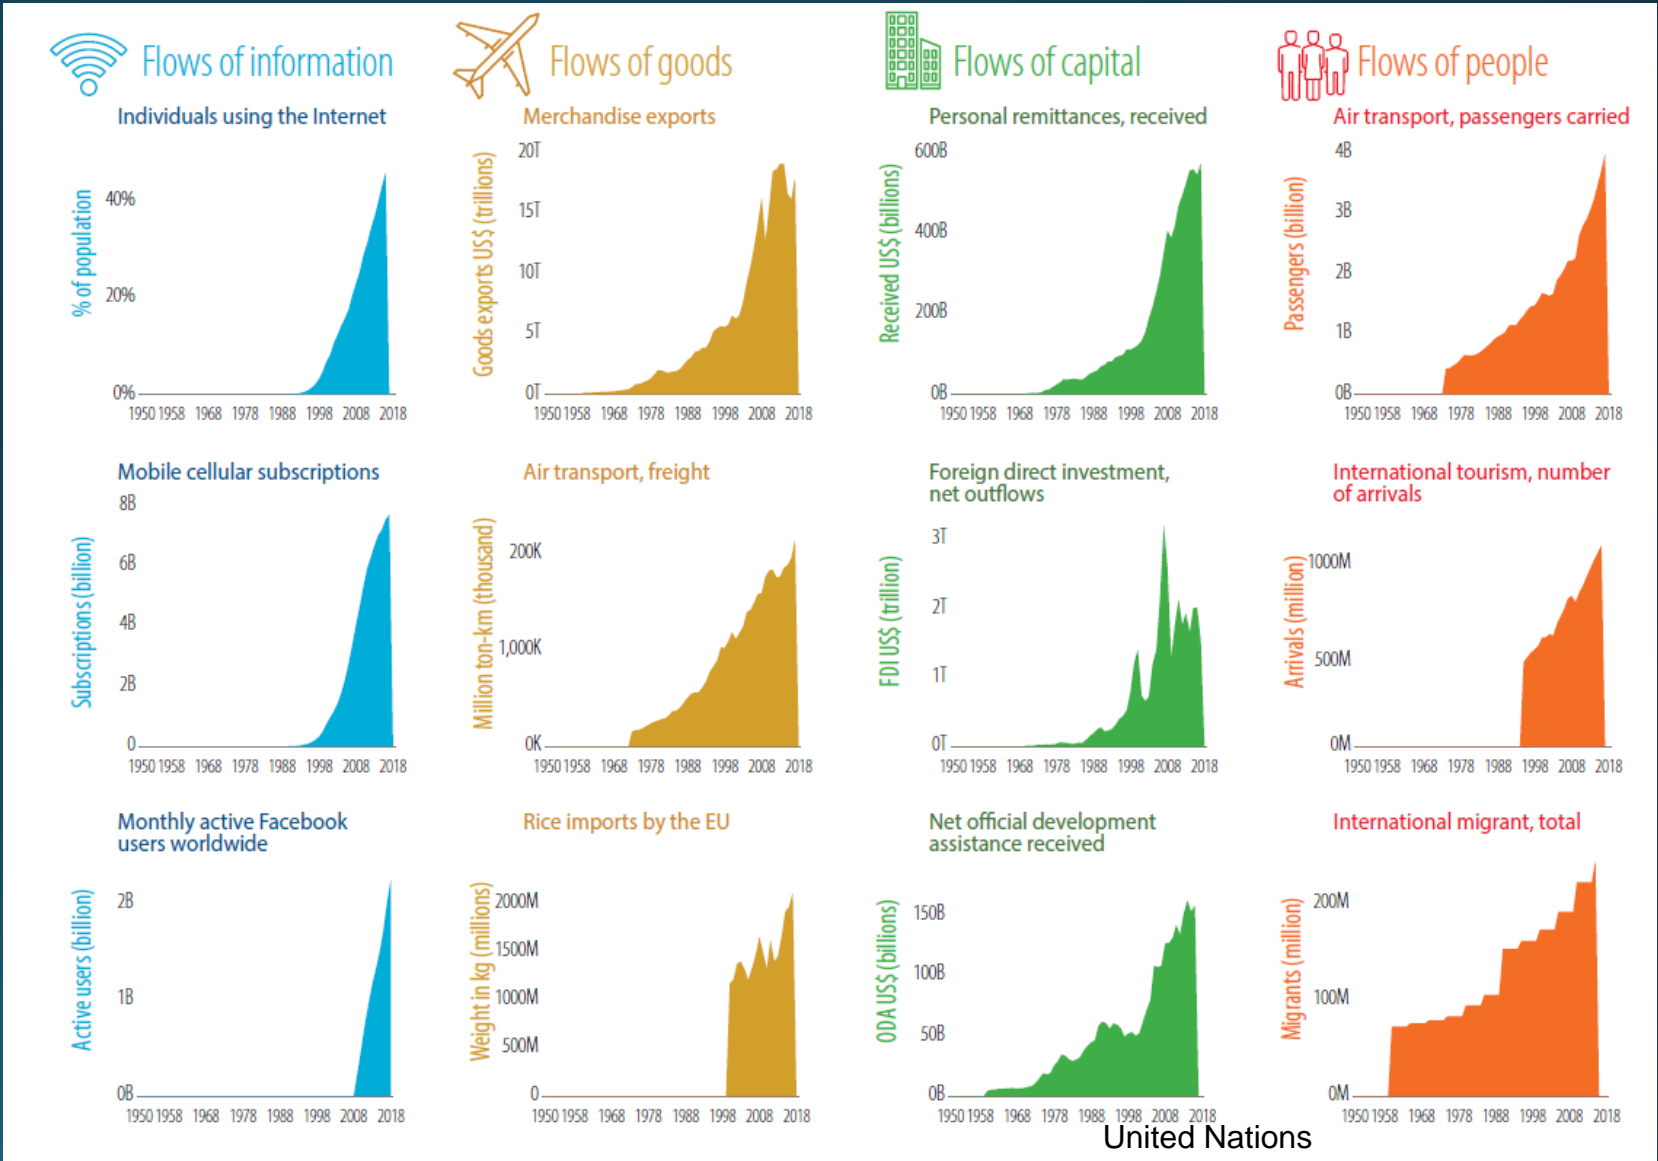 Flows of information
Individuals using the Internet
% of population
40%
20%
0%
1950 1958 1968 1978 1988 1998 2008 2018
Mobile cellular subscriptions
Subscriptions (billion)
8B
6B
4B
2B
0
1950 1958 1968 1978 1988 1998 2008 2018
Monthly active Facebook
users worldwide
Active users (billion)
2B
1B
0B
1950 1958 1968 1978 1988 1998 2008 2018
Flows of goods
Merchandise exports
Goods exports US$ (trillions)
20T
15T
10T
5T
0T
1950 1958 1968 1978 1988 1998 2008 2018
Air transport, freight
Million ton-km (thousand)
200K
1,000K
0K
1950 1958 1968 1978 1988 1998 2008 2018
Rice imports by the EU
Weight in kg (millions)
2000M
1500M
1000M
500M
0
1950 1958 1968 1978 1988 1998 2008 2018
Flows of capital
Personal remittances, received
Received US$ (billions)
600B
400B
200B
0B
1950 1958 1968 1978 1988 1998 2008 2018
Foreign direct investment,
net outflows
FDI US$ (trillion)
3T
2T
1T
0T
1950 1958 1968 1978 1988 1998 2008 2018
Net official development
assistance received
ODA US$ (billions)
150B
100B
50B
0B
1950 1958 1968 1978 1988 1998 2008 2018
Flows of people
Air transport, passengers carried
Passengers (billion)
4B
3B
2B
1B
0B
1950 1958 1968 1978 1988 1998 2008 2018
International tourism, number
of arrivals
Arrivals (million)
1000M
500M
0M
1950 1958 1968 1978 1988 1998 2008 2018
International migrant, total
Migrants (million)
200M
100M
0M
1950 1958 1968 1978 1988 1998 2008 2018
United Nations